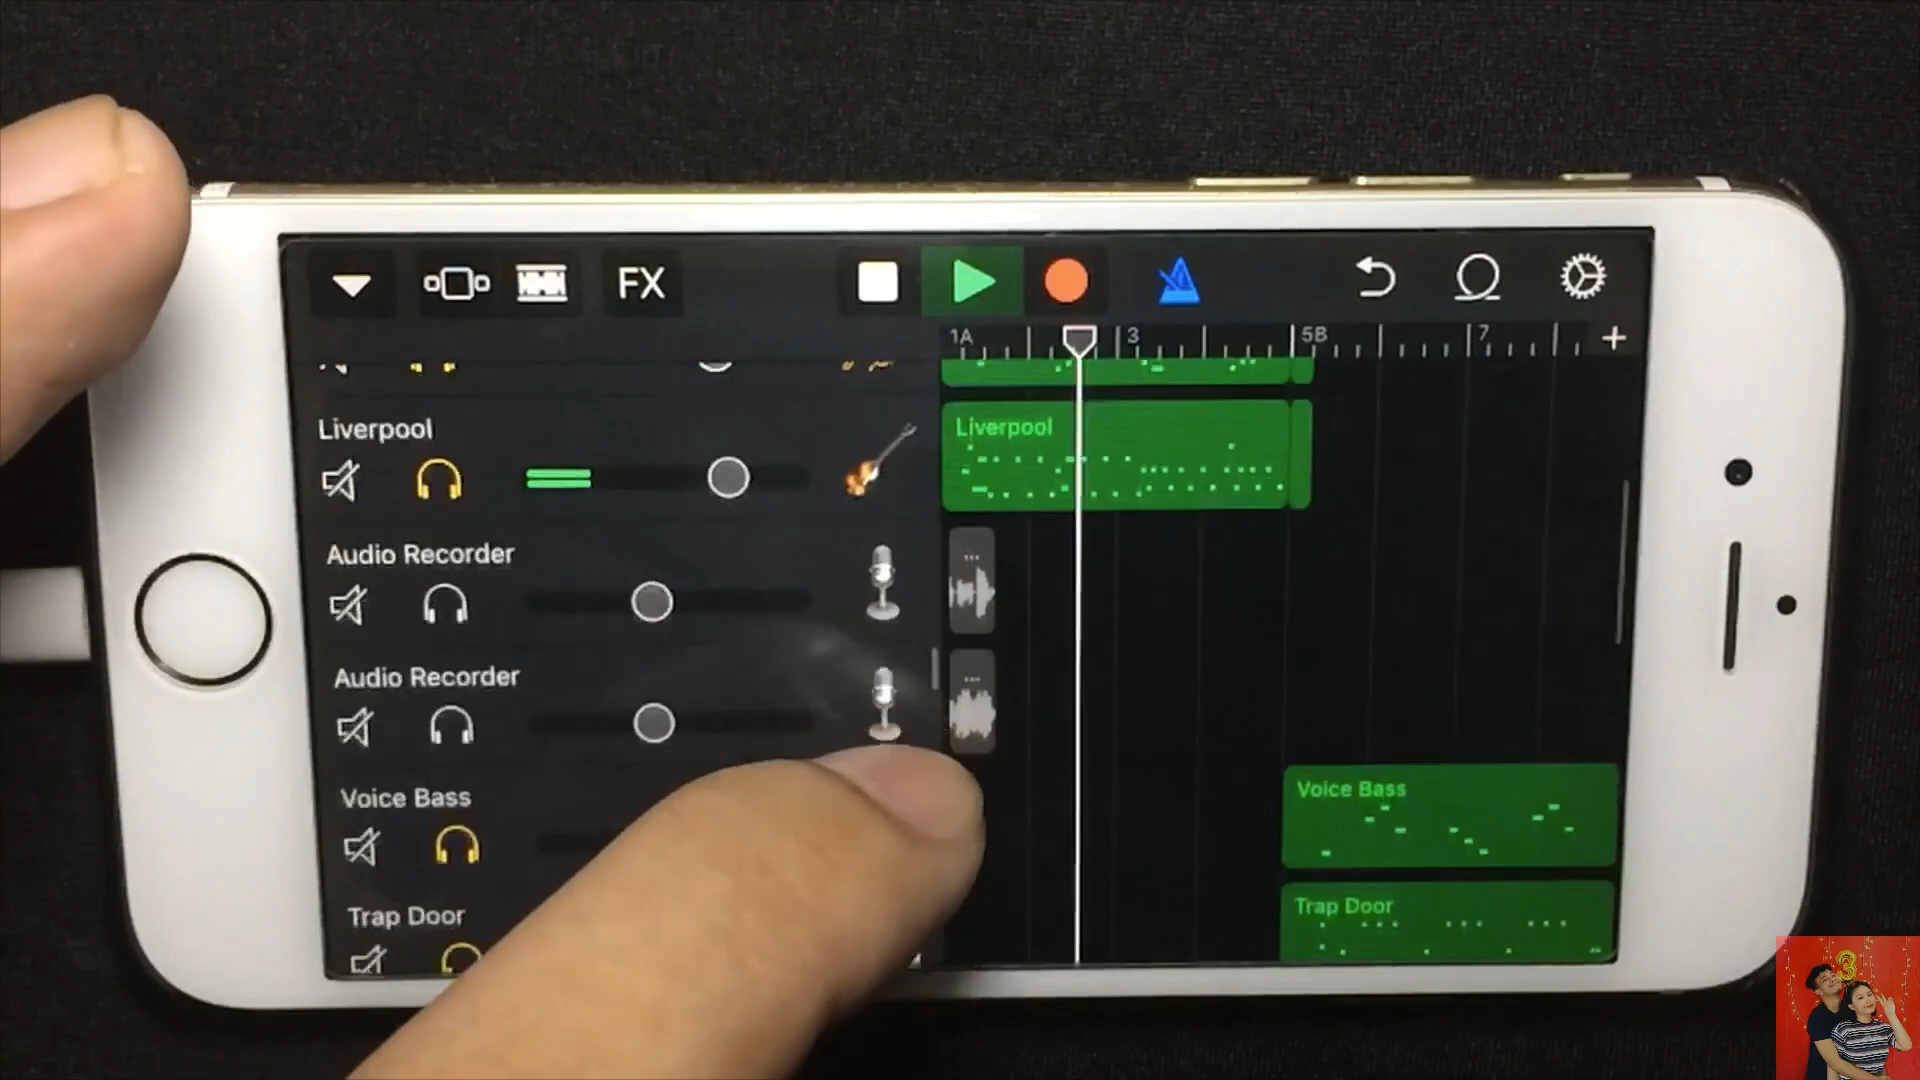 FX
1A 3 5B 7 +
Liverpool
Liverpool
Audio Recorder
...
Audio Recorder
...
Voice Bass
Voice Bass
Trap Door
Trap Door
3